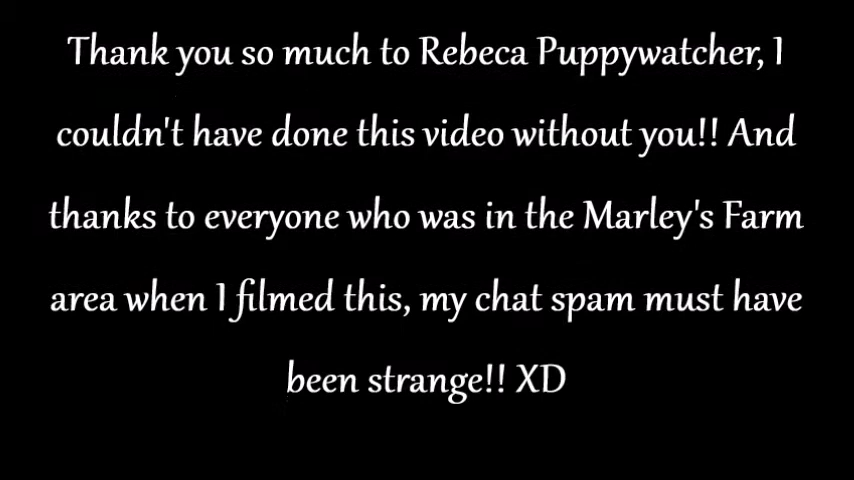 Thank you so much to Rebeca Puppywatcher, I
couldn't have done this video without you!! And
thanks to everyone who was in the Marley's Farm
area when I filmed this, my chat spam must have
been strange!! XD